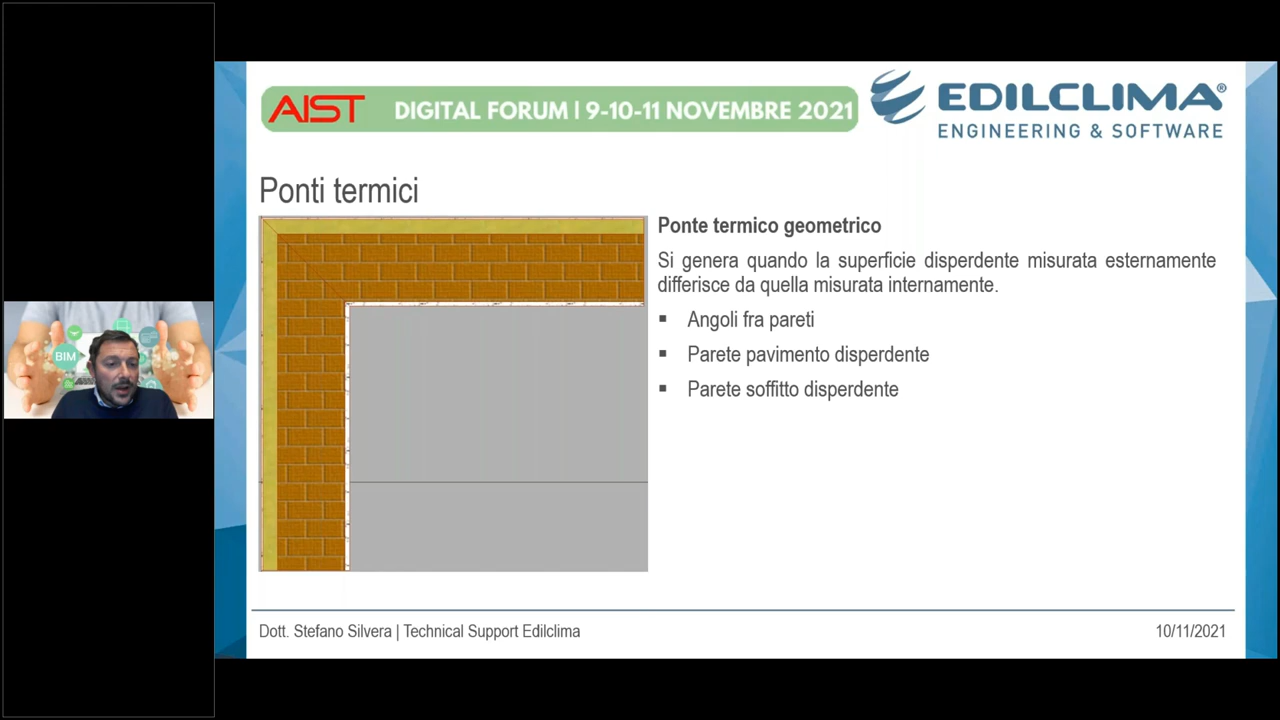 AIST
DIGITAL FORUM | 9-10-11 NOVEMBRE 2021
EDILCLIMA®
ENGINEERING & SOFTWARE
Ponti termici
Ponte termico geometrico
Si genera quando la superficie disperdente misurata esternamente
differisce da quella misurata internamente.
▪ Angoli fra pareti
▪ Parete pavimento disperdente
▪ Parete soffitto disperdente
BIM
Dott. Stefano Silvera | Technical Support Edilclima
10/11/2021